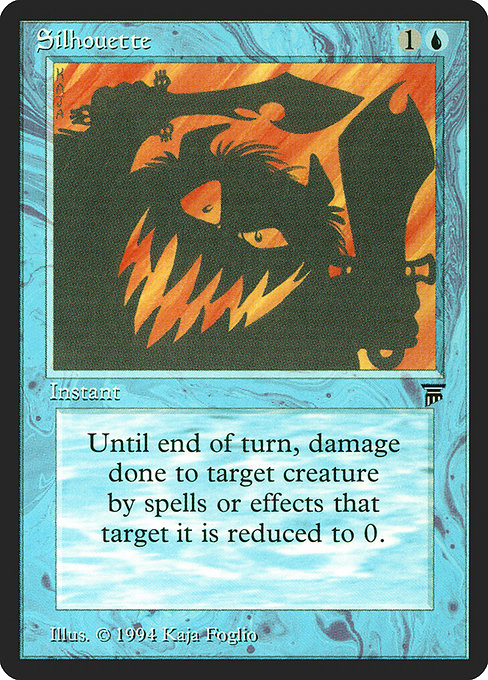 Silhouette 1
KAJA
Instant
Until end of turn, damage
done to target creature
by spells or effects that
target it is reduced to 0.
Illus. © 1994 Kaja Foglio